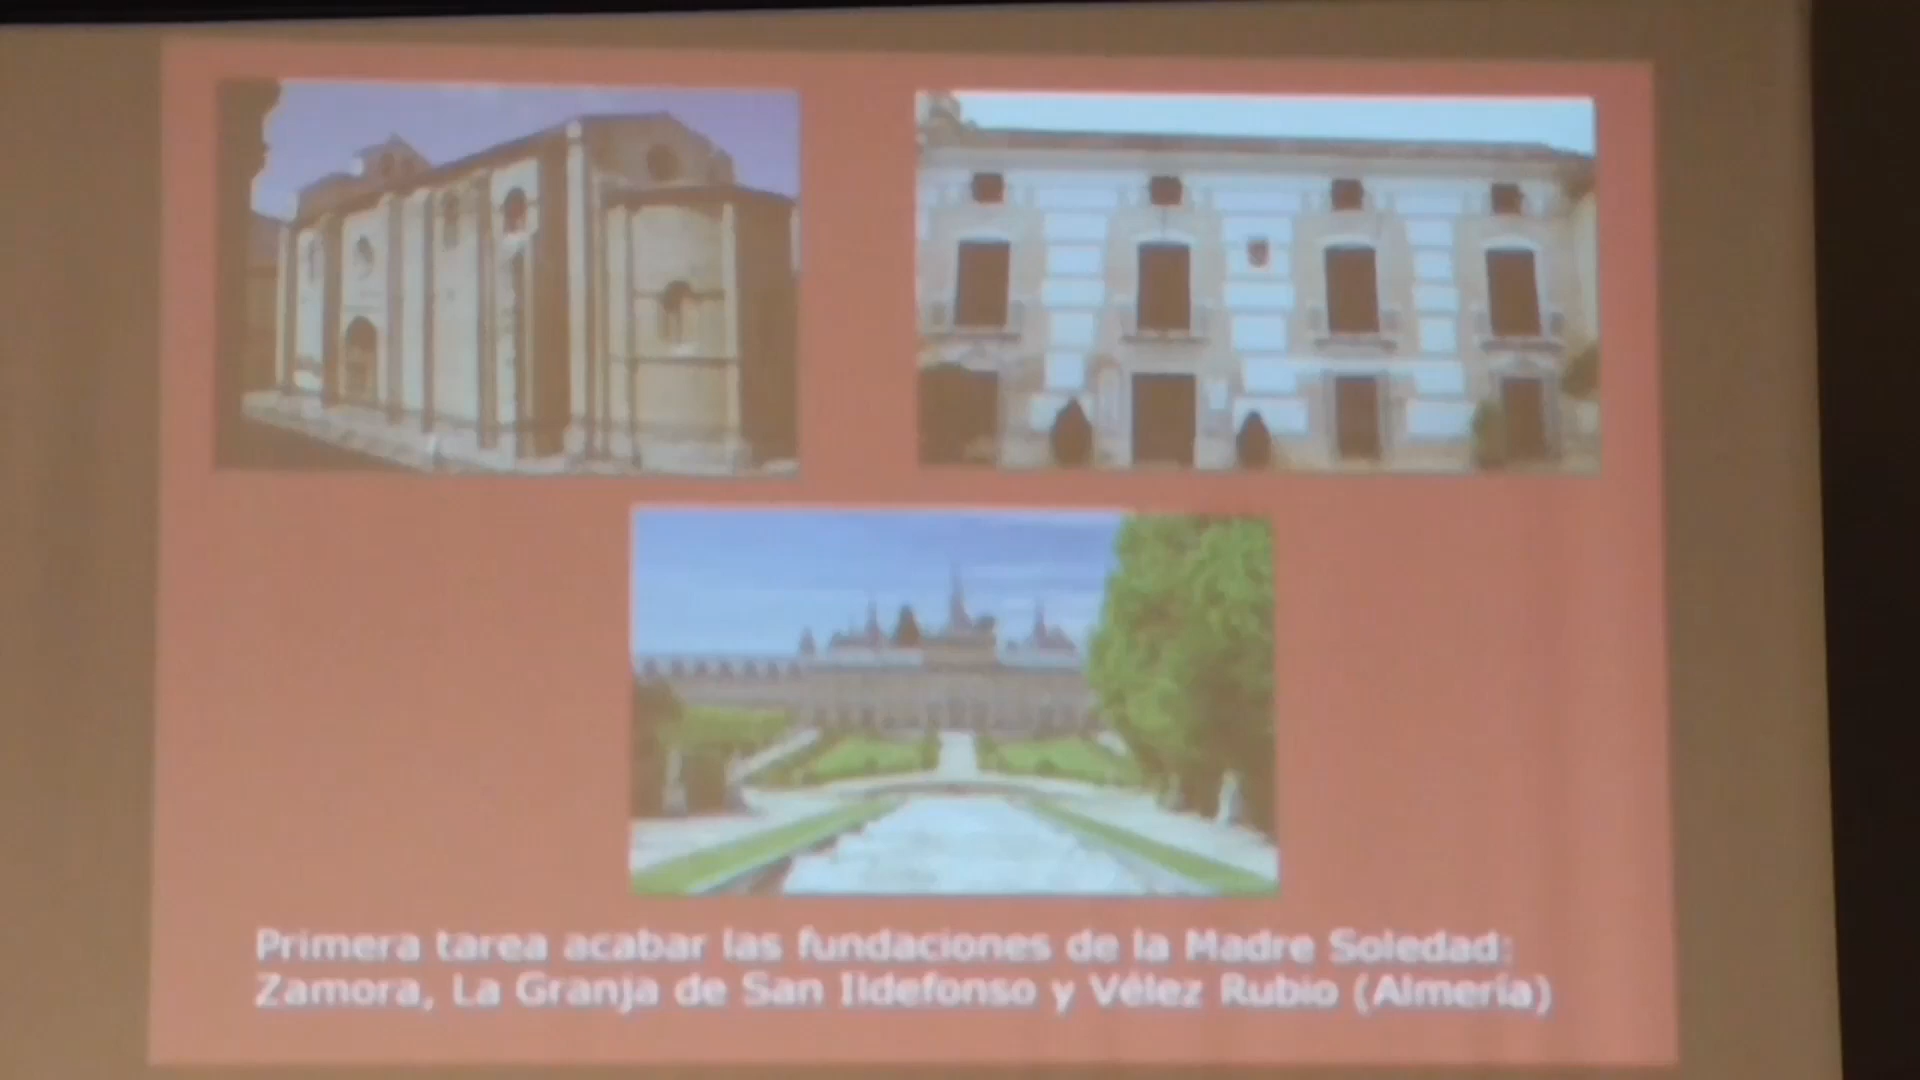 Primera tarea acabar las fundaciones de la Madre Soledad:
Zamora, La Granja de San Ildefonso y Vélez Rubio (Almería)